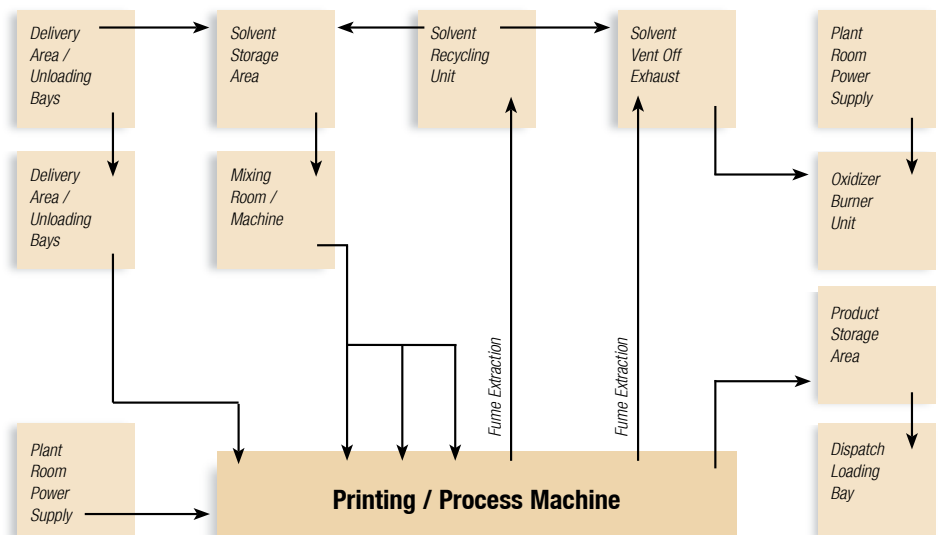 Delivery
Area /
Unloading
Bays
Solvent
Storage
Area
Solvent
Recycling
Unit
Solvent
Vent Off
Exhaust
Plant
Room
Power
Supply
Delivery
Area /
Unloading
Bays
Mixing
Room /
Machine
Oxidizer
Burner
Unit
Fume Extraction
Fume Extraction
Product
Storage
Area
Plant
Room
Power
Supply
Printing / Process Machine
Dispatch
Loading
Bay